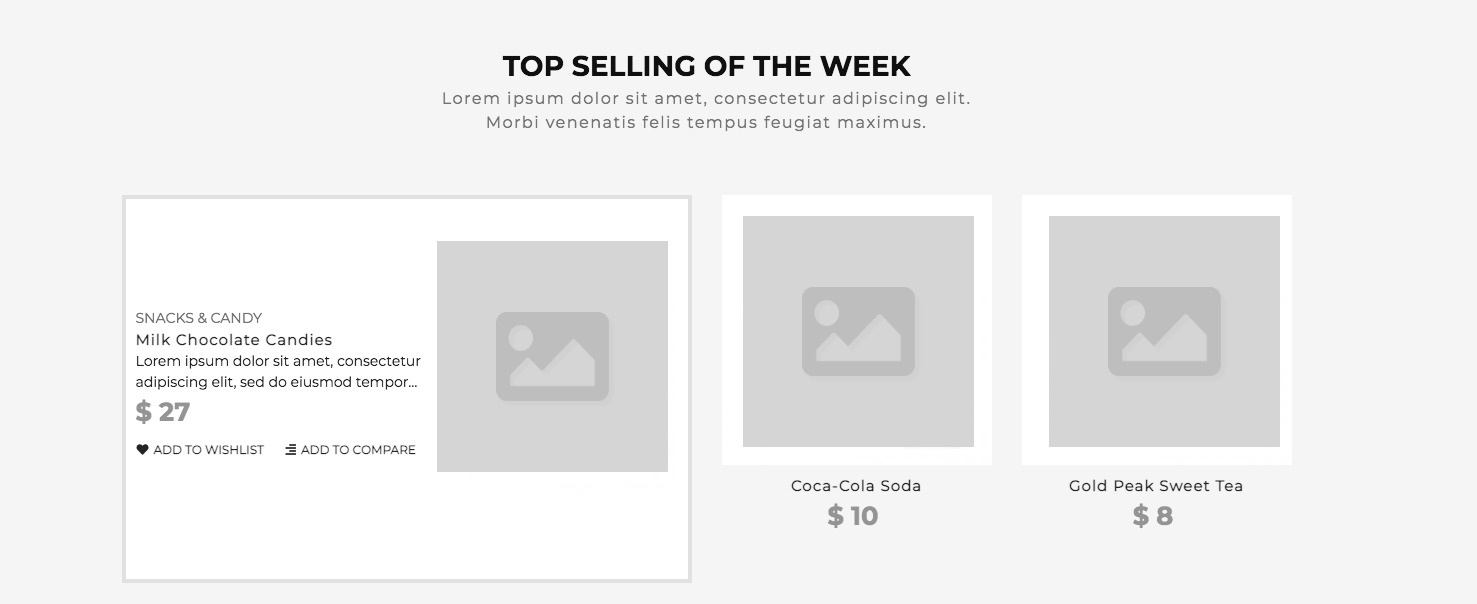 TOP SELLING OF THE WEEK
Lorem ipsum dolor sit amet, consectetur adipiscing elit.
Morbi venenatis felis tempus feugiat maximus.
SNACKS & CANDY
Milk Chocolate Candies
Lorem ipsum dolor sit amet, consectetur
adipiscing elit, sed do eiusmod tempor...
$ 27
ADD TO WISHLIST ADD TO COMPARE
Coca-Cola Soda
$ 10
Gold Peak Sweet Tea
$ 8